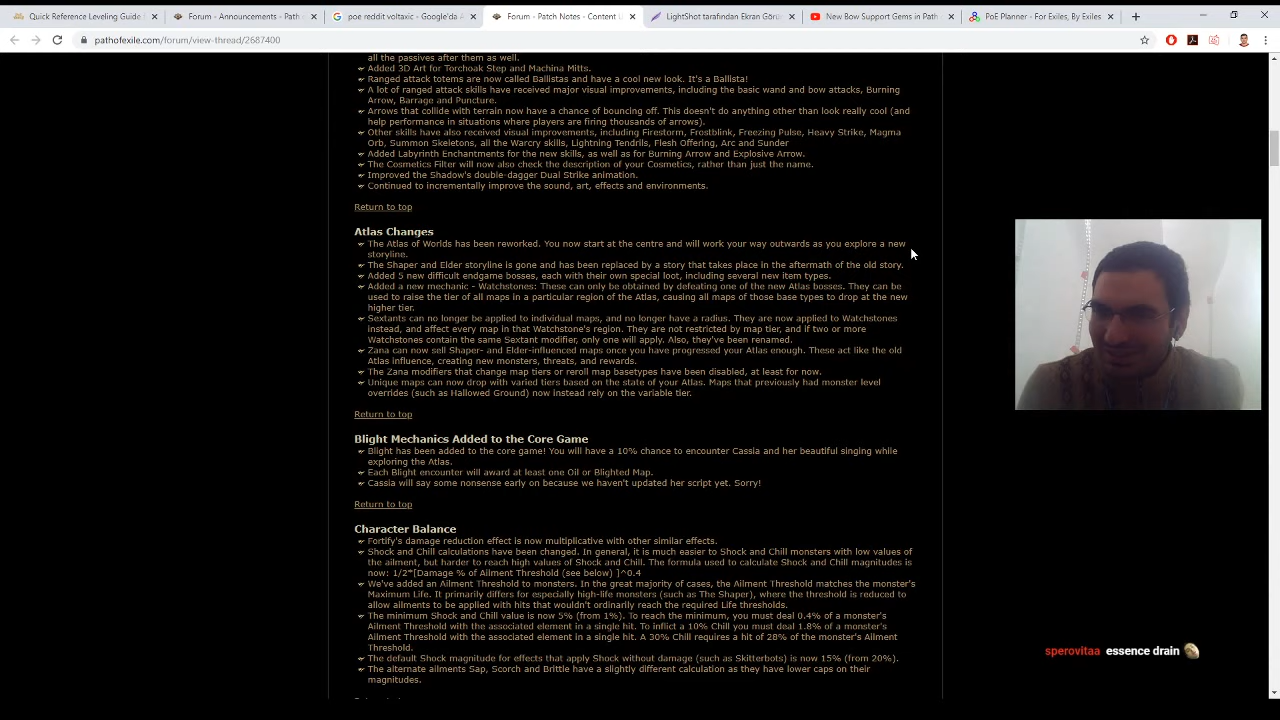 Quick Reference Leveling Guide
Forum - Announcements - Path
poe reddit voltaxic - Google'da
Forum - Patch Notes - Content
LightShot tarafından Ekran Görü
New Bow Support Gems in Path
PoE Planner - For Exiles, By Exiles
pathofexile.com/forum/view-thread/2687400
all the passives after them as well.
Added 3D Art for Torchoak Step and Machina Mitts.
Ranged attack totems are now called Ballistas and have a cool new look. It's a Ballista!
A lot of ranged attack skills have received major visual improvements, including the basic wand and bow attacks, Burning
Arrow, Barrage and Puncture.
Arrows that collide with terrain now have a chance of bouncing off. This doesn't do anything other than look really cool (and
help performance in situations where players are firing thousands of arrows).
Other skills have also received visual improvements, including Firestorm, Frostblink, Freezing Pulse, Heavy Strike, Magma
Orb, Summon Skeletons, all the Warcry skills, Lightning Tendrils, Flesh Offering, Arc and Sunder
Added Labyrinth Enchantments for the new skills, as well as for Burning Arrow and Explosive Arrow.
The Cosmetics Filter will now also check the description of your Cosmetics, rather than just the name.
Improved the Shadow's double-dagger Dual Strike animation.
Continued to incrementally improve the sound, art, effects and environments.
Return to top
Atlas Changes
The Atlas of Worlds has been reworked. You now start at the centre and will work your way outwards as you explore a new
storyline.
The Shaper and Elder storyline is gone and has been replaced by a story that takes place in the aftermath of the old story.
Added 5 new difficult endgame bosses, each with their own special loot, including several new item types.
Added a new mechanic - Watchstones: These can only be obtained by defeating one of the new Atlas bosses. They can be
used to raise the tier of all maps in a particular region of the Atlas, causing all maps of those base types to drop at the new
higher tier.
Sextants can no longer be applied to individual maps, and no longer have a radius. They are now applied to Watchstones
instead, and affect every map in that Watchstone's region. They are not restricted by map tier, and if two or more
Watchstones contain the same Sextant modifier, only one will apply. Also, they've been renamed.
Zana can now sell Shaper- and Elder-influenced maps once you have progressed your Atlas enough. These act like the old
Atlas influence, creating new monsters, threats, and rewards.
The Zana modifiers that change map tiers or reroll map basetypes have been disabled, at least for now.
Unique maps can now drop with varied tiers based on the state of your Atlas. Maps that previously had monster level
overrides (such as Hallowed Ground) now instead rely on the variable tier.
Return to top
Blight Mechanics Added to the Core Game
Blight has been added to the core game! You will have a 10% chance to encounter Cassia and her beautiful singing while
exploring the Atlas.
Each Blight encounter will award at least one Oil or Blighted Map.
Cassia will say some nonsense early on because we haven't updated her script yet. Sorry!
Return to top
Character Balance
Fortify's damage reduction effect is now multiplicative with other similar effects.
Shock and Chill calculations have been changed. In general, it is much easier to Shock and Chill monsters with low values of
the ailment, but harder to reach high values of Shock and Chill. The formula used to calculate Shock and Chill magnitudes is
now: 1/2*[Damage % of Ailment Threshold (see below) ]^0.4
We've added an Ailment Threshold to monsters. In the great majority of cases, the Ailment Threshold matches the monster's
Maximum Life. It primarily differs for especially high-life monsters (such as The Shaper), where the threshold is reduced to
allow ailments to be applied with hits that wouldn't ordinarily reach the required Life thresholds.
The minimum Shock and Chill value is now 5% (from 1%). To reach the minimum, you must deal 0.4% of a monster's
Ailment Threshold with the associated element in a single hit. To inflict a 10% Chill you must deal 1.8% of a monster's
Ailment Threshold with the associated element in a single hit. A 30% Chill requires a hit of 28% of the monster's Ailment
Threshold.
The default Shock magnitude for effects that apply Shock without damage (such as Skitterbots) is now 15% (from 20%).
The alternate ailments Sap, Scorch and Brittle have a slightly different calculation as they have lower caps on their
magnitudes.
sperovitaa essence drain